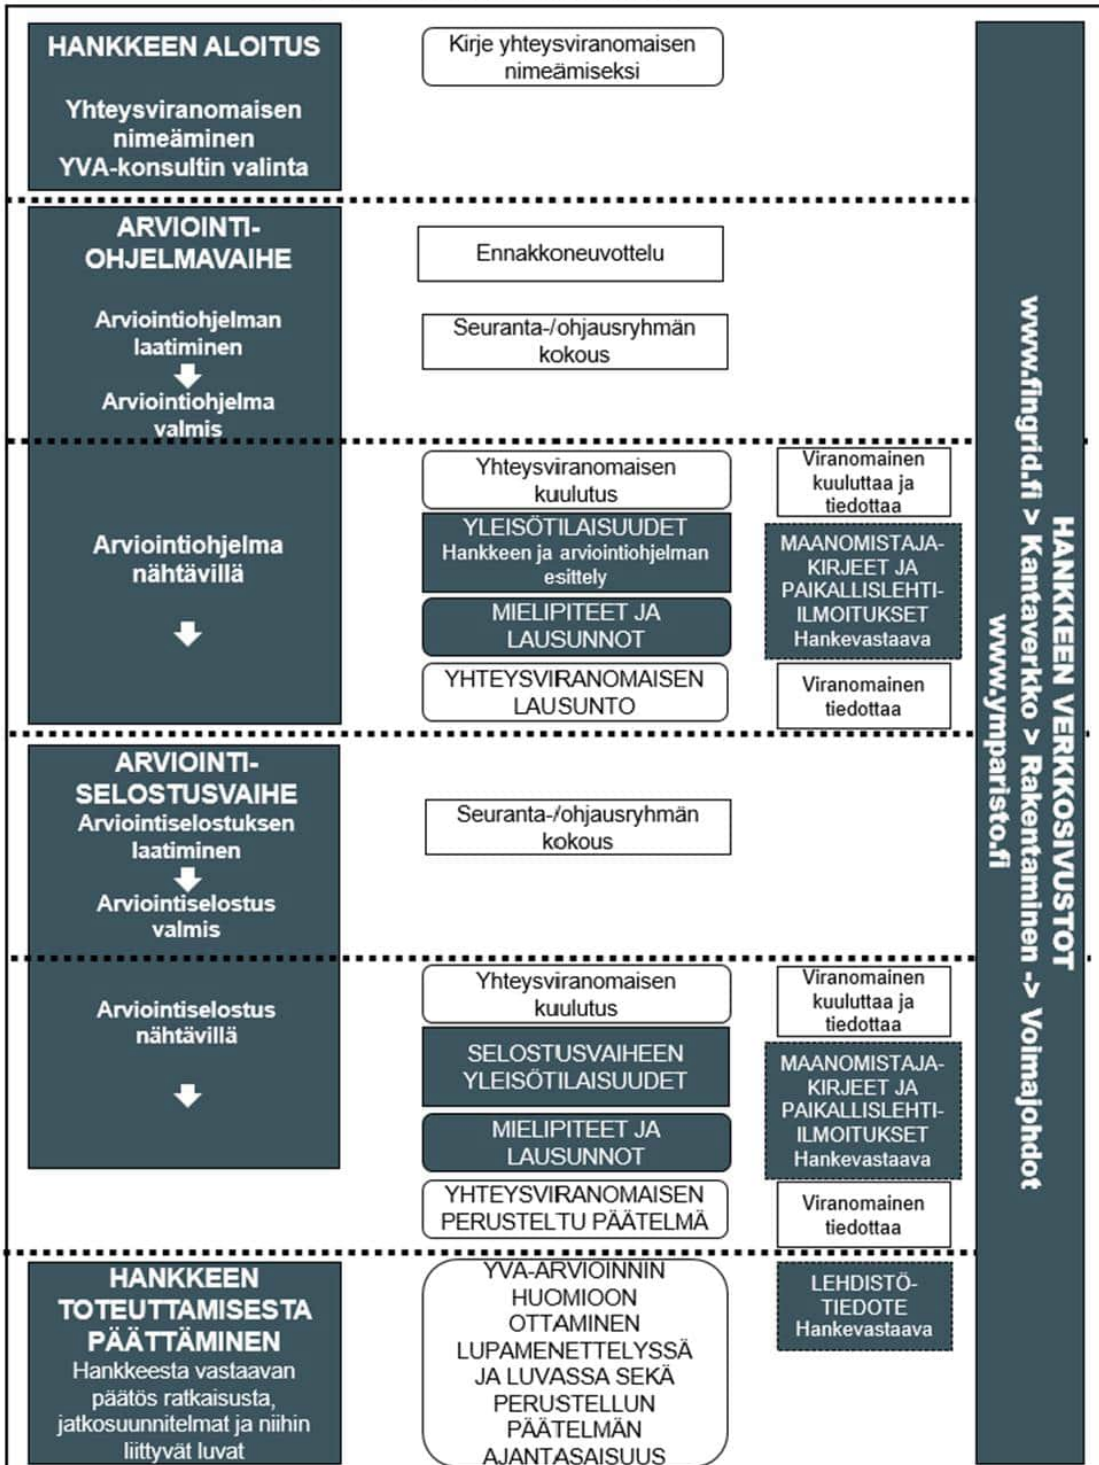 HANKKEEN ALOITUS
Yhteysviranomaisen
nimeäminen
YVA-konsultin valinta
Kirje yhteysviranomaisen
nimeämiseksi
ARVIOINTI-
OHJELMAVAIHE
Arviointiohjelman
laatiminen
Arviointiohjelma
valmis
Ennakkoneuvottelu
Seuranta-/ohjausryhmän
kokous
Arviointiohjelma
nähtävillä
Yhteysviranomaisen
kuulutus
YLEISÖTILAISUUDET
Hankkeen ja arviointiohjelman
esittely
MIELIPITEET JA
LAUSUNNOT
YHTEYSVIRANOMAISEN
LAUSUNTO
Viranomainen
kuuluttaa ja
tiedottaa
MAANOMISTAJA-
KIRJEET JA
PAIKALLISLEHTI-
ILMOITUKSET
Hankevastaava
Viranomainen
tiedottaa
ARVIOINTI-
SELOSTUSVAIHE
Arviointiselostuksen
laatiminen
Arviointiselostus
valmis
Seuranta-/ohjausryhmän
kokous
Arviointiselostus
nähtävillä
Yhteysviranomaisen
kuulutus
SELOSTUSVAIHEEN
YLEISÖTILAISUUDET
MIELIPITEET JA
LAUSUNNOT
YHTEYSVIRANOMAISEN
PERUSTELTU PÄÄTELMÄ
Viranomainen
kuuluttaa ja
tiedottaa
MAANOMISTAJA-
KIRJEET JA
PAIKALLISLEHTI-
ILMOITUKSET
Hankevastaava
Viranomainen
tiedottaa
HANKKEEN
TOTEUTTAMISESTA
PÄÄTTÄMINEN
Hankkeesta vastaavan
päätös ratkaisusta,
jatkosuunnitelmat ja niihin
liittyvät luvat
YVA-ARVIOINNIN
HUOMIOON
OTTAMINEN
LUPAMENETTELYSSÄ
JA LUVASSA SEKÄ
PERUSTELLUN
PÄÄTELMÄN
AJANTASAISUUS
LEHDISTÖ-
TIEDOTE
Hankevastaava
HANKKEEN VERKKOSIVUSTOT
www.fingrid.fi > Kantaverkko > Rakentaminen -> Voimajohdot
www.ymparisto.fi